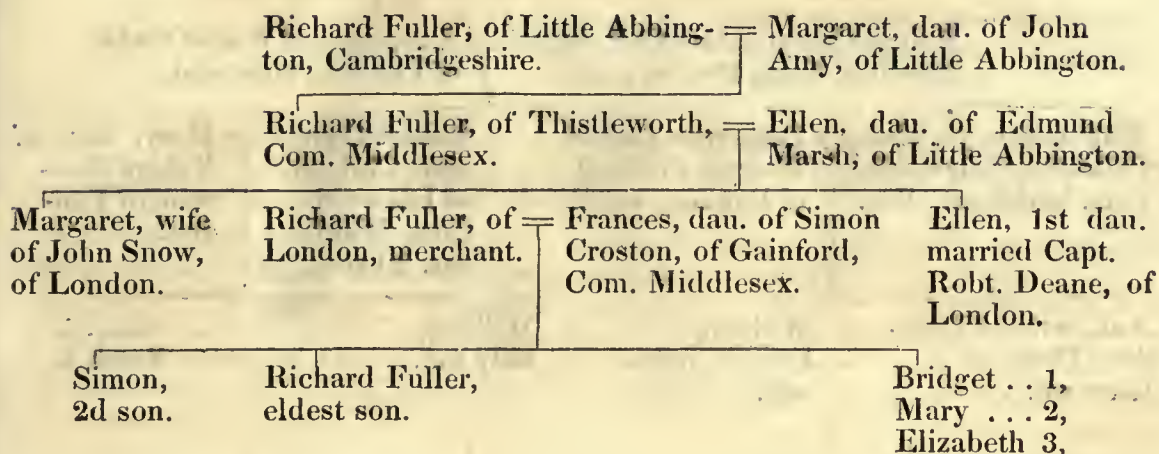 Richard Fuller, of Little Abbing-
ton, Cambridgeshire.
Margaret, dau. of John
Amy, of Little Abbington.
Richard Fuller, of Thistleworth,
Com. Middlesex.
Ellen, dau. of Edmund
Marsh, of Little Abbington.
Margaret, wife
of John Snow,
of London.
Richard Fuller, of
London, merchant.
Frances, dau. of Simon
Croston, of Gainford,
Com. Middlesex.
Ellen, 1st dau.
married Capt.
Robt. Deane, of
London.
Simon,
2d son.
Richard Fuller,
eldest son.
Bridget . . 1,
Mary . . . 2,
Elizabeth 3,